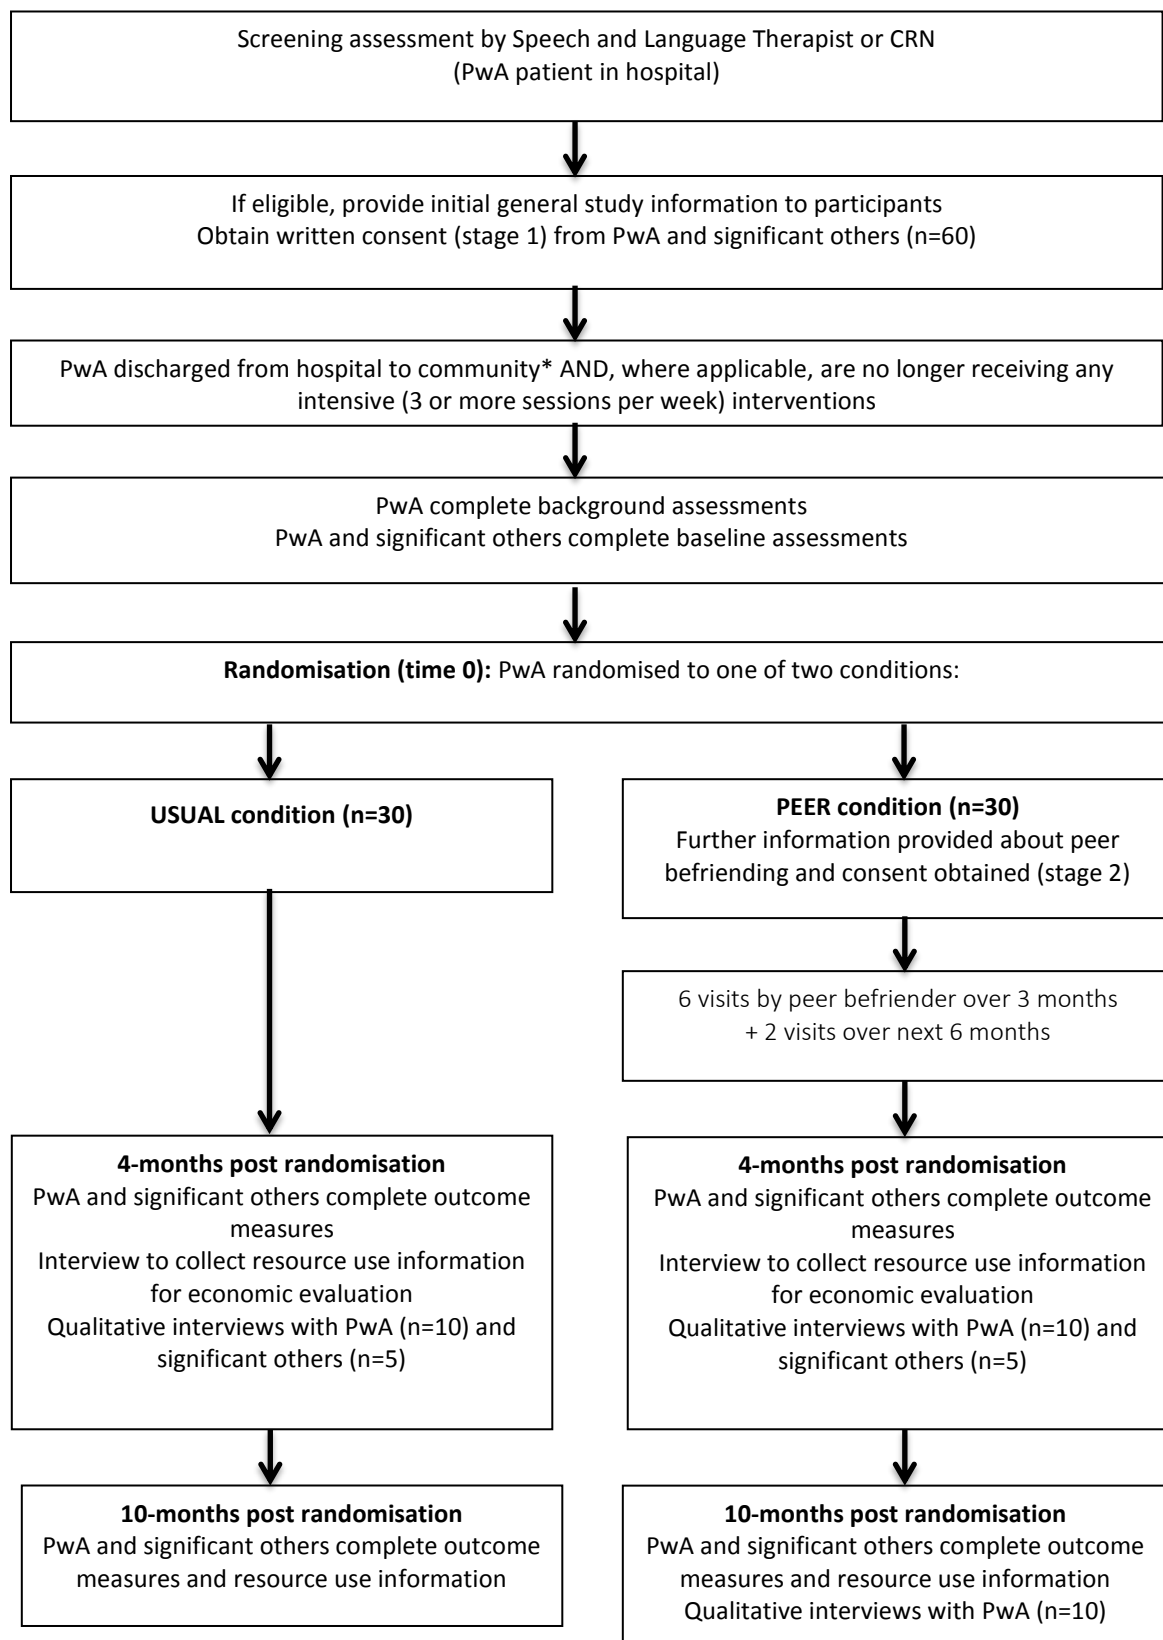 Screening assessment by Speech and Language Therapist or CRN
(PwA patient in hospital)
If eligible, provide initial general study information to participants
Obtain written consent (stage 1) from PwA and significant others (n=60)
PwA discharged from hospital to community* AND, where applicable, are no longer receiving any
intensive (3 or more sessions per week) interventions
PwA complete background assessments
PwA and significant others complete baseline assessments
Randomisation (time 0): PwA randomised to one of two conditions:
USUAL condition (n=30)
PEER condition (n=30)
Further information provided about peer
befriending and consent obtained (stage 2)
6 visits by peer befriender over 3 months
+ 2 visits over next 6 months
4-months post randomisation
PwA and significant others complete outcome
measures
Interview to collect resource use information
for economic evaluation
Qualitative interviews with PwA (n=10) and
significant others (n=5)
4-months post randomisation
PwA and significant others complete outcome
measures
Interview to collect resource use information
for economic evaluation
Qualitative interviews with PwA (n=10) and
significant others (n=5)
10-months post randomisation
PwA and significant others complete outcome
measures and resource use information
10-months post randomisation
PwA and significant others complete outcome
measures and resource use information
Qualitative interviews with PwA (n=10)